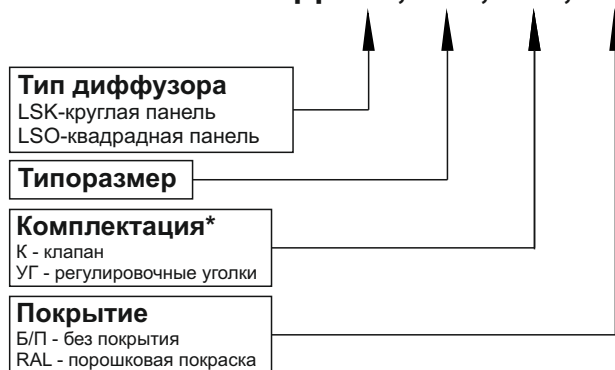 Тип диффузора
LSK-круглая панель
LSO-квадрадная панель
Типоразмер
Комплектация*
К - клапан
УГ - регулировочные уголки
Покрытие
Б/П - без покрытия
RAL - порошковая покраска